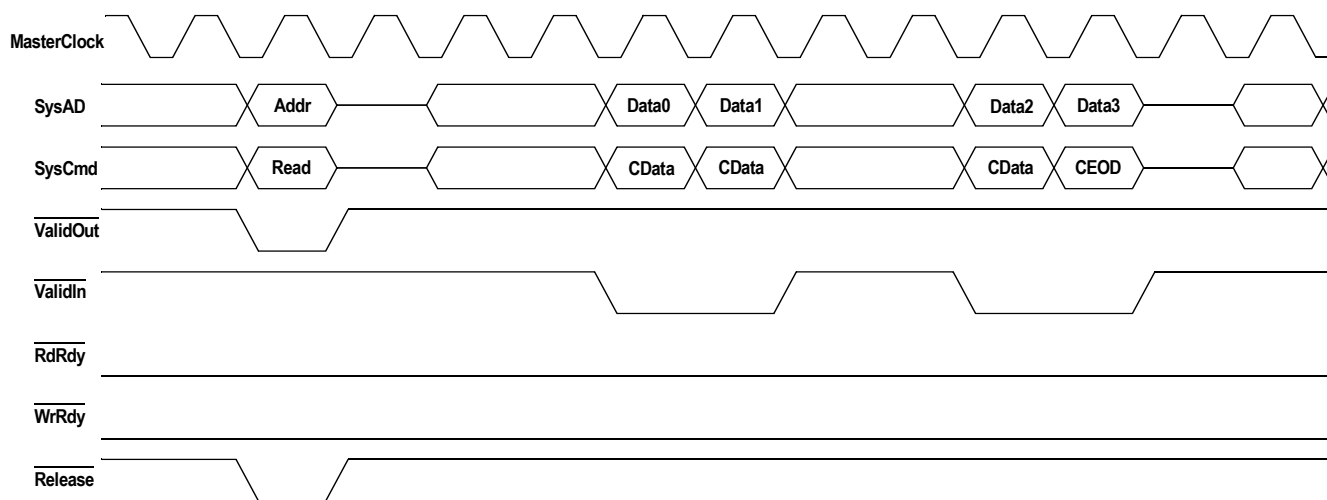 MasterClock
SysAD Addr Data0 Data1 Data2 Data3
SysCmd Read CData CData CData CEOD
ValidOut
ValidIn
RdRdy
WrRdy
Release